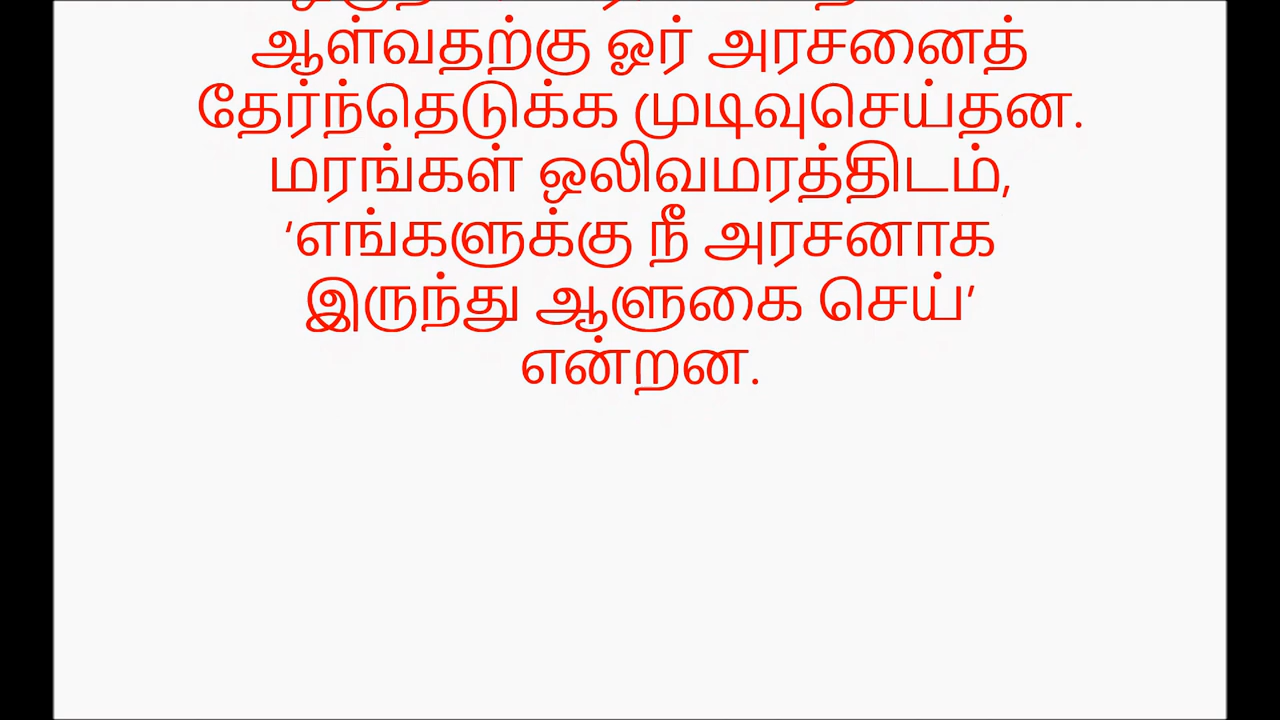 ஆள்வதற்கு ஓர் அரசனைத்
தேர்ந்தெடுக்க முடிவுசெய்தன.
மரங்கள் ஒலிவமரத்திடம்,
‘எங்களுக்கு நீ அரசனாக
இருந்து ஆளுகை செய்’
என்றன.